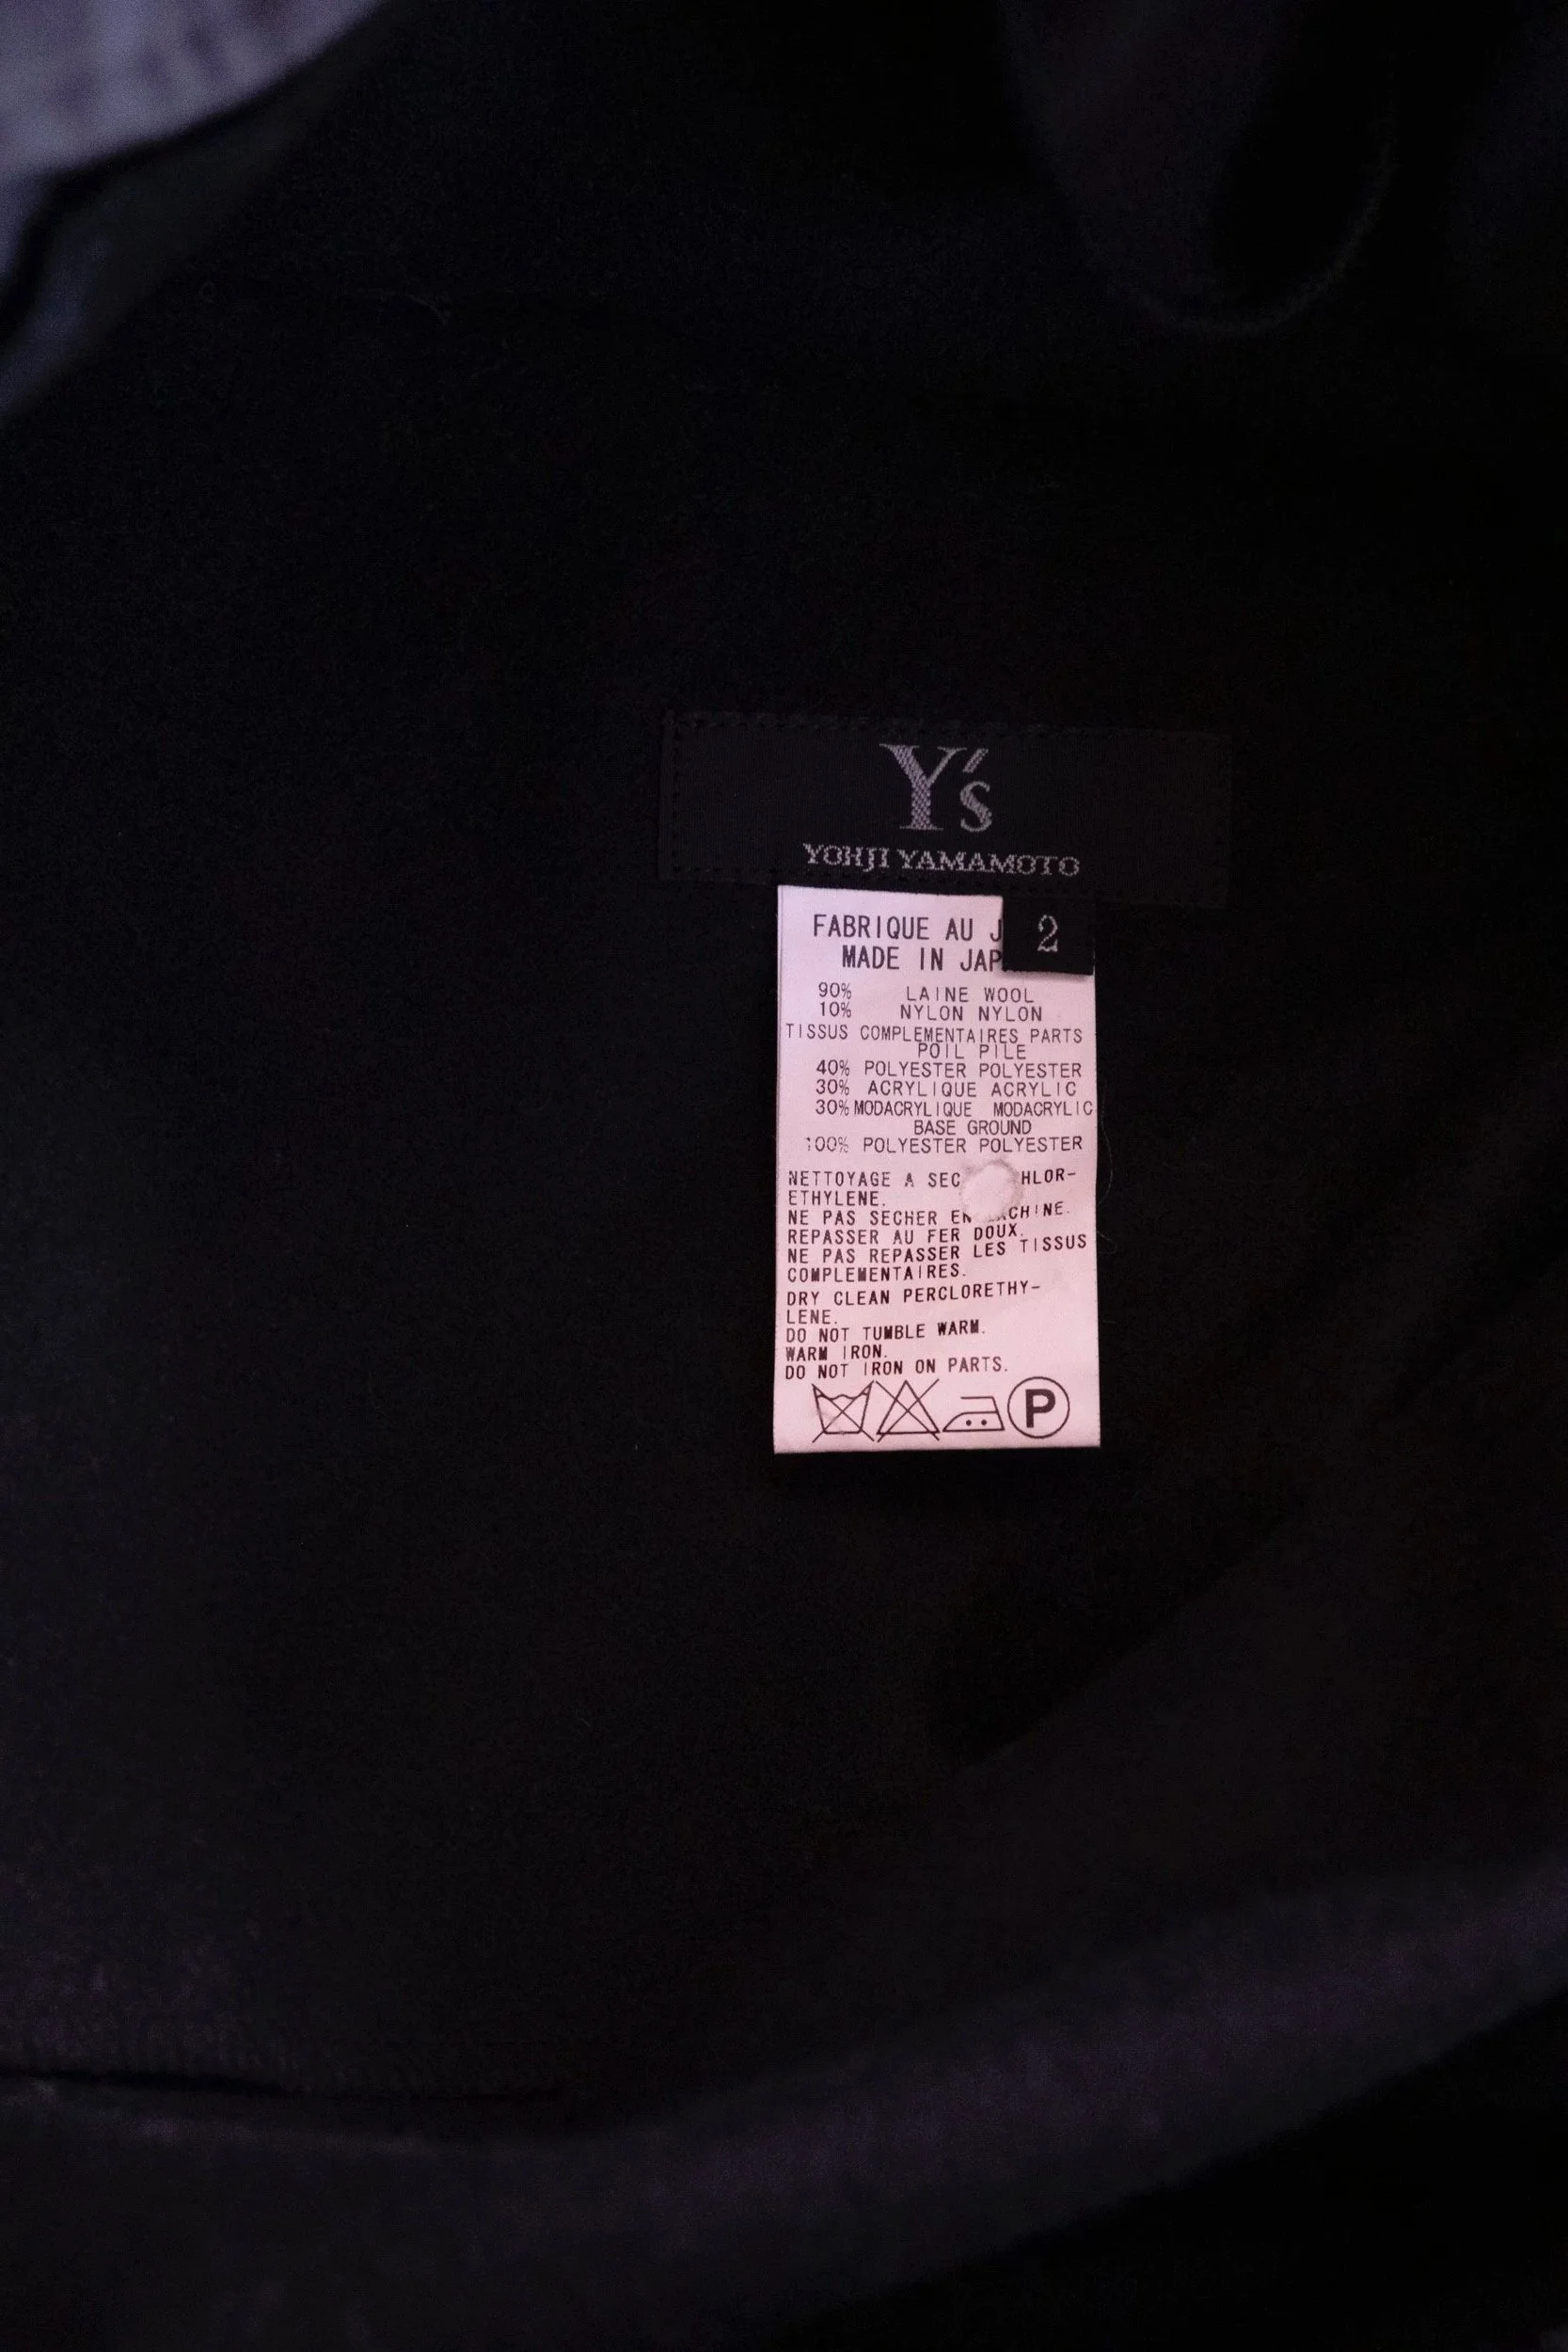 Y's
YOHJI YAMAMOTO
2
FABRIQUE AU J
MADE IN JAP
90% LAINE WOOL
10% NYLON NYLON
TISSUS COMPLEMENTAIRES PARTS
POIL PILE
40% POLYESTER POLYESTER
30% ACRYLIQUE ACRYLIC
30% MODACRYLIQUE MODACRYLIC
BASE GROUND
100% POLYESTER POLYESTER
NETTOYAGE A SEC HLOR-
ETHYLENE.
NE PAS SECHER EN CHINE.
REPASSER AU FER DOUX.
NE PAS REPASSER LES TISSUS
COMPLEMENTAIRES.
DRY CLEAN PERCLORETHY-
LENE.
DO NOT TUMBLE WARM.
WARM IRON.
DO NOT IRON ON PARTS.
P